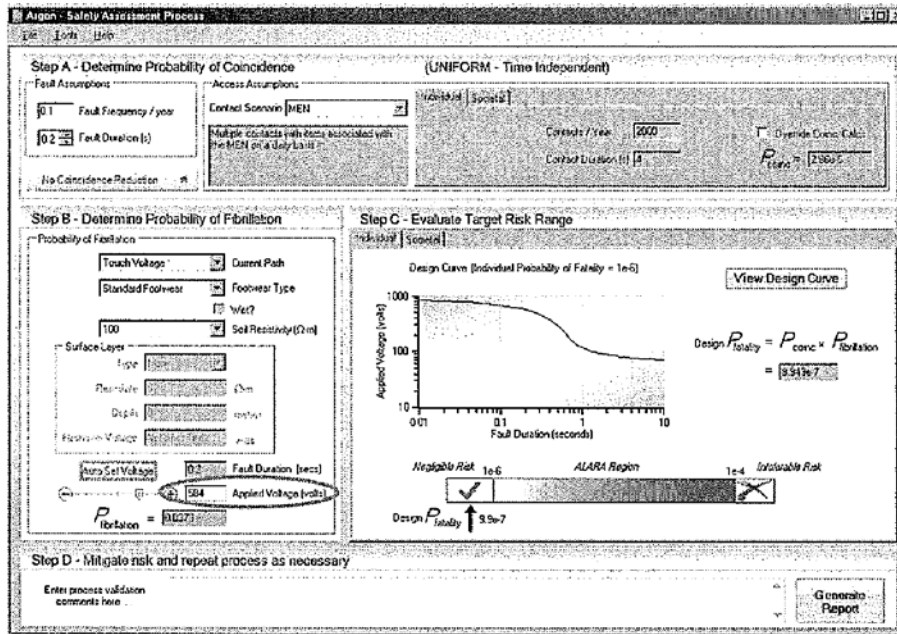 Argon - Safety Assessment Process
File Tools Help
Step A - Determine Probability of Coincidence (UNIFORM - Time Independent)
Fault Assumptions
0.1 Fault Frequency / year
0.2 Fault Duration (s)
No Coincidence Reduction
Access Assumptions
Contact Scenario MEN
Multiple contacts with items associated with
the MEN on a daily basis
Individual Societal
Contacts / Year 2000
Contact Duration (s) 4
Override Coinc. Calc.
P coinc =
Step B - Determine Probability of Fibrillation
Probability of Fibrillation
Touch Voltage Current Path
Standard Footwear Footwear Type
Wet?
100 Soil Resistivity (Ω·m)
Surface Layer
Type
Resistivity Ω·m
Depth metres
Voltage volts
Auto Set Voltage 0.2 Fault Duration (secs)
584 Applied Voltage (volts)
P fibrillation = 0.0373
Step C - Evaluate Target Risk Range
Individual Societal
Design Curve (Individual Probability of Fatality = 1e-6)
View Design Curve
Applied Voltage (volts)
1000
100
10
0.01 0.1 1 10
Fault Duration (seconds)
Design P fatality = P coinc × P fibrillation
= 9.943e-7
Negligible Risk 1e-6 ALARA Region 1e-4 Intolerable Risk
Design P fatality 9.9e-7
Step D - Mitigate risk and repeat process as necessary
Enter process validation
comments here ...
Generate
Report